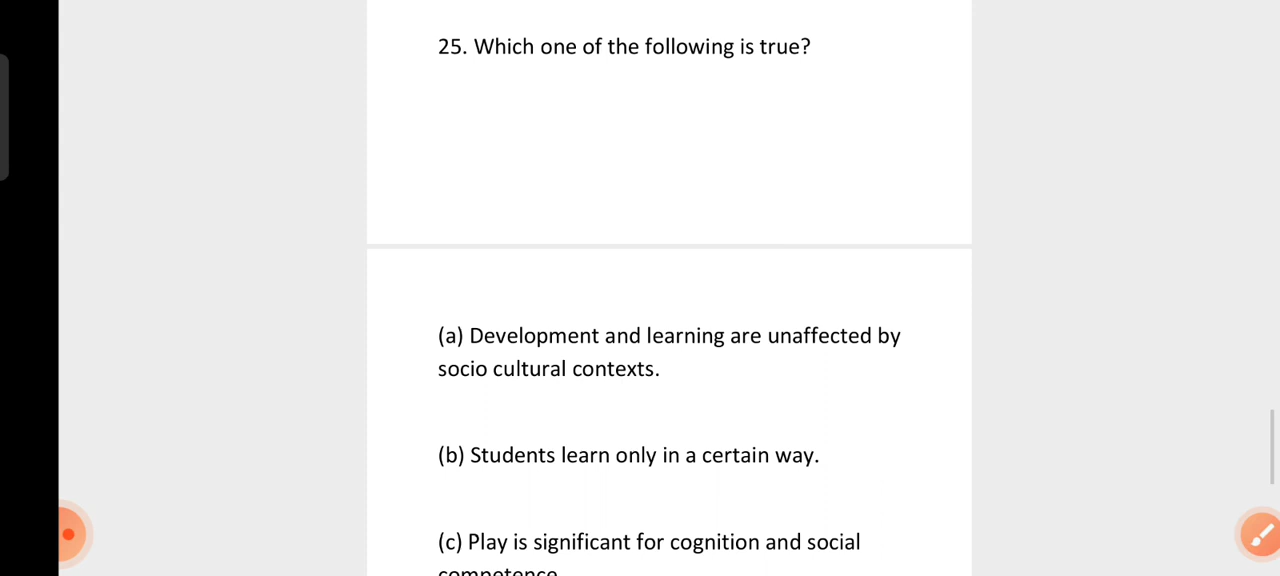 25. Which one of the following is true?
(a) Development and learning are unaffected by
socio cultural contexts.
(b) Students learn only in a certain way.
(c) Play is significant for cognition and social
competence.